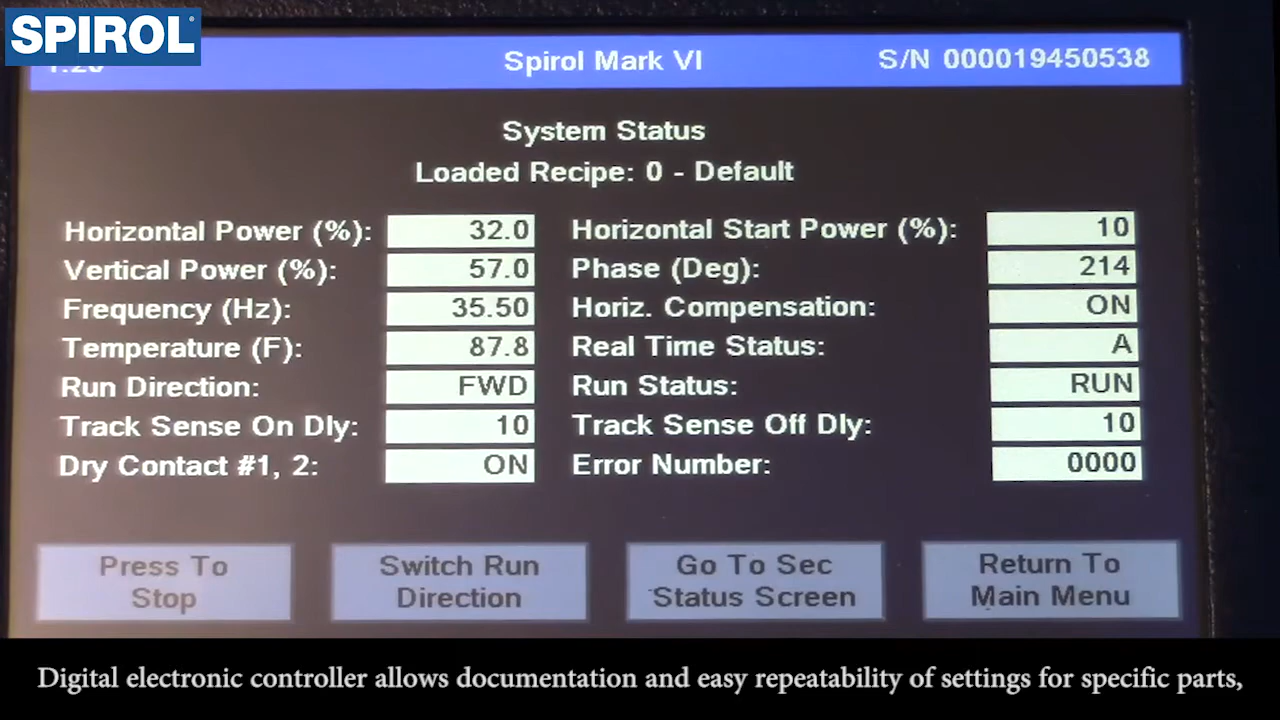 SPIROL
Spirol Mark VI
S/N 000019450538
System Status
Loaded Recipe: 0 - Default
Horizontal Power (%): 32.0 Horizontal Start Power (%): 10
Vertical Power (%): 57.0 Phase (Deg): 214
Frequency (Hz): 35.50 Horiz. Compensation: ON
Temperature (F): 87.8 Real Time Status: A
Run Direction: FWD Run Status: RUN
Track Sense On Dly: 10 Track Sense Off Dly: 10
Dry Contact #1, 2: ON Error Number: 0000
Press To
Stop
Switch Run
Direction
Go To Sec
Status Screen
Return To
Main Menu
Digital electronic controller allows documentation and easy repeatability of settings for specific parts,